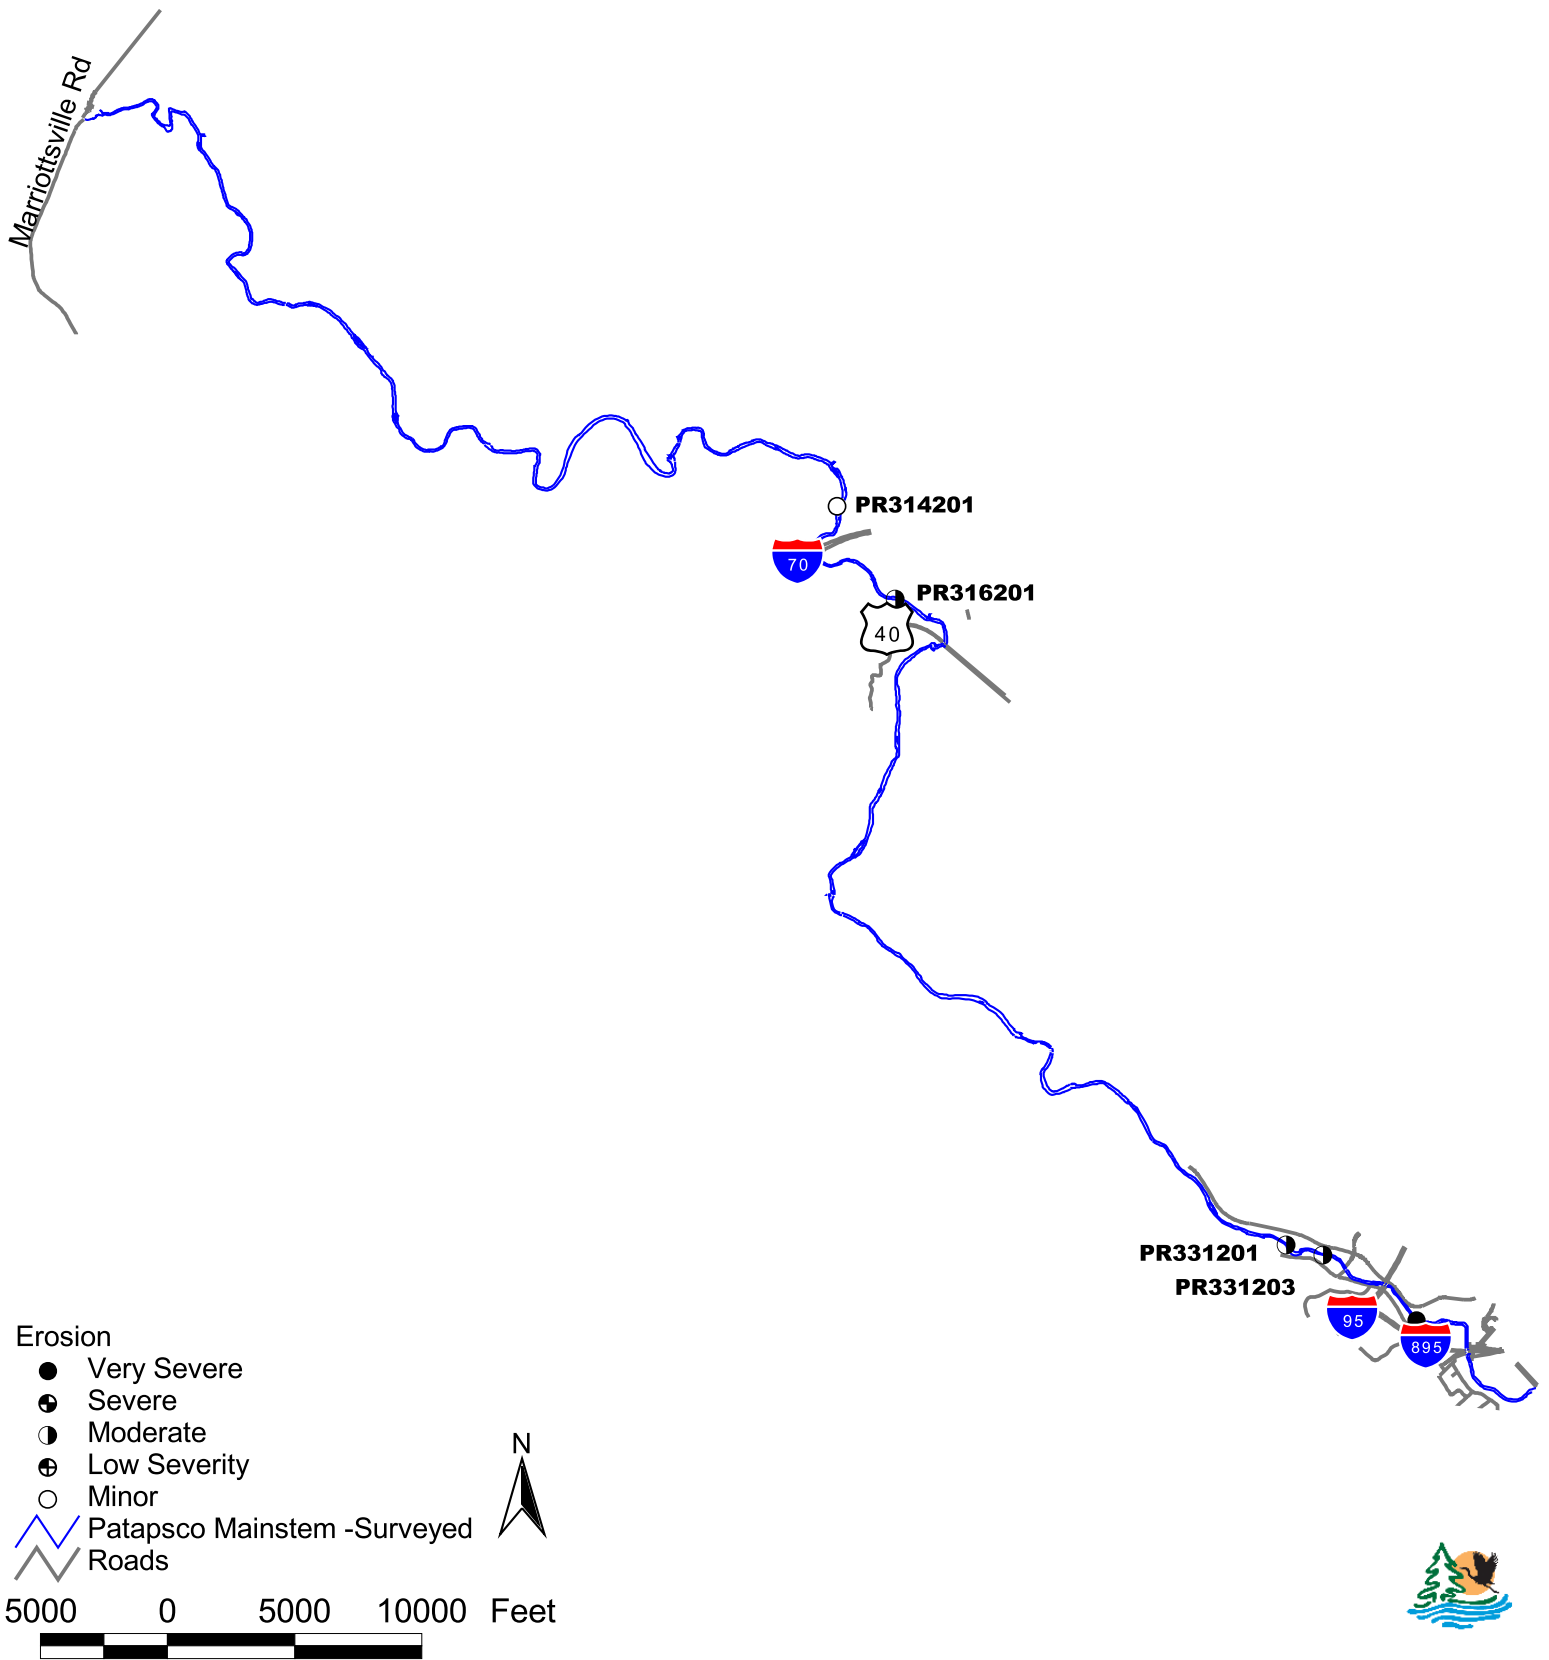 Marriottsville Rd
PR314201
70
PR316201
40
PR331201
PR331203
95
895
Erosion
Very Severe
Severe
Moderate
Low Severity
Minor
Patapsco Mainstem -Surveyed
Roads
N
5000 0 5000 10000 Feet